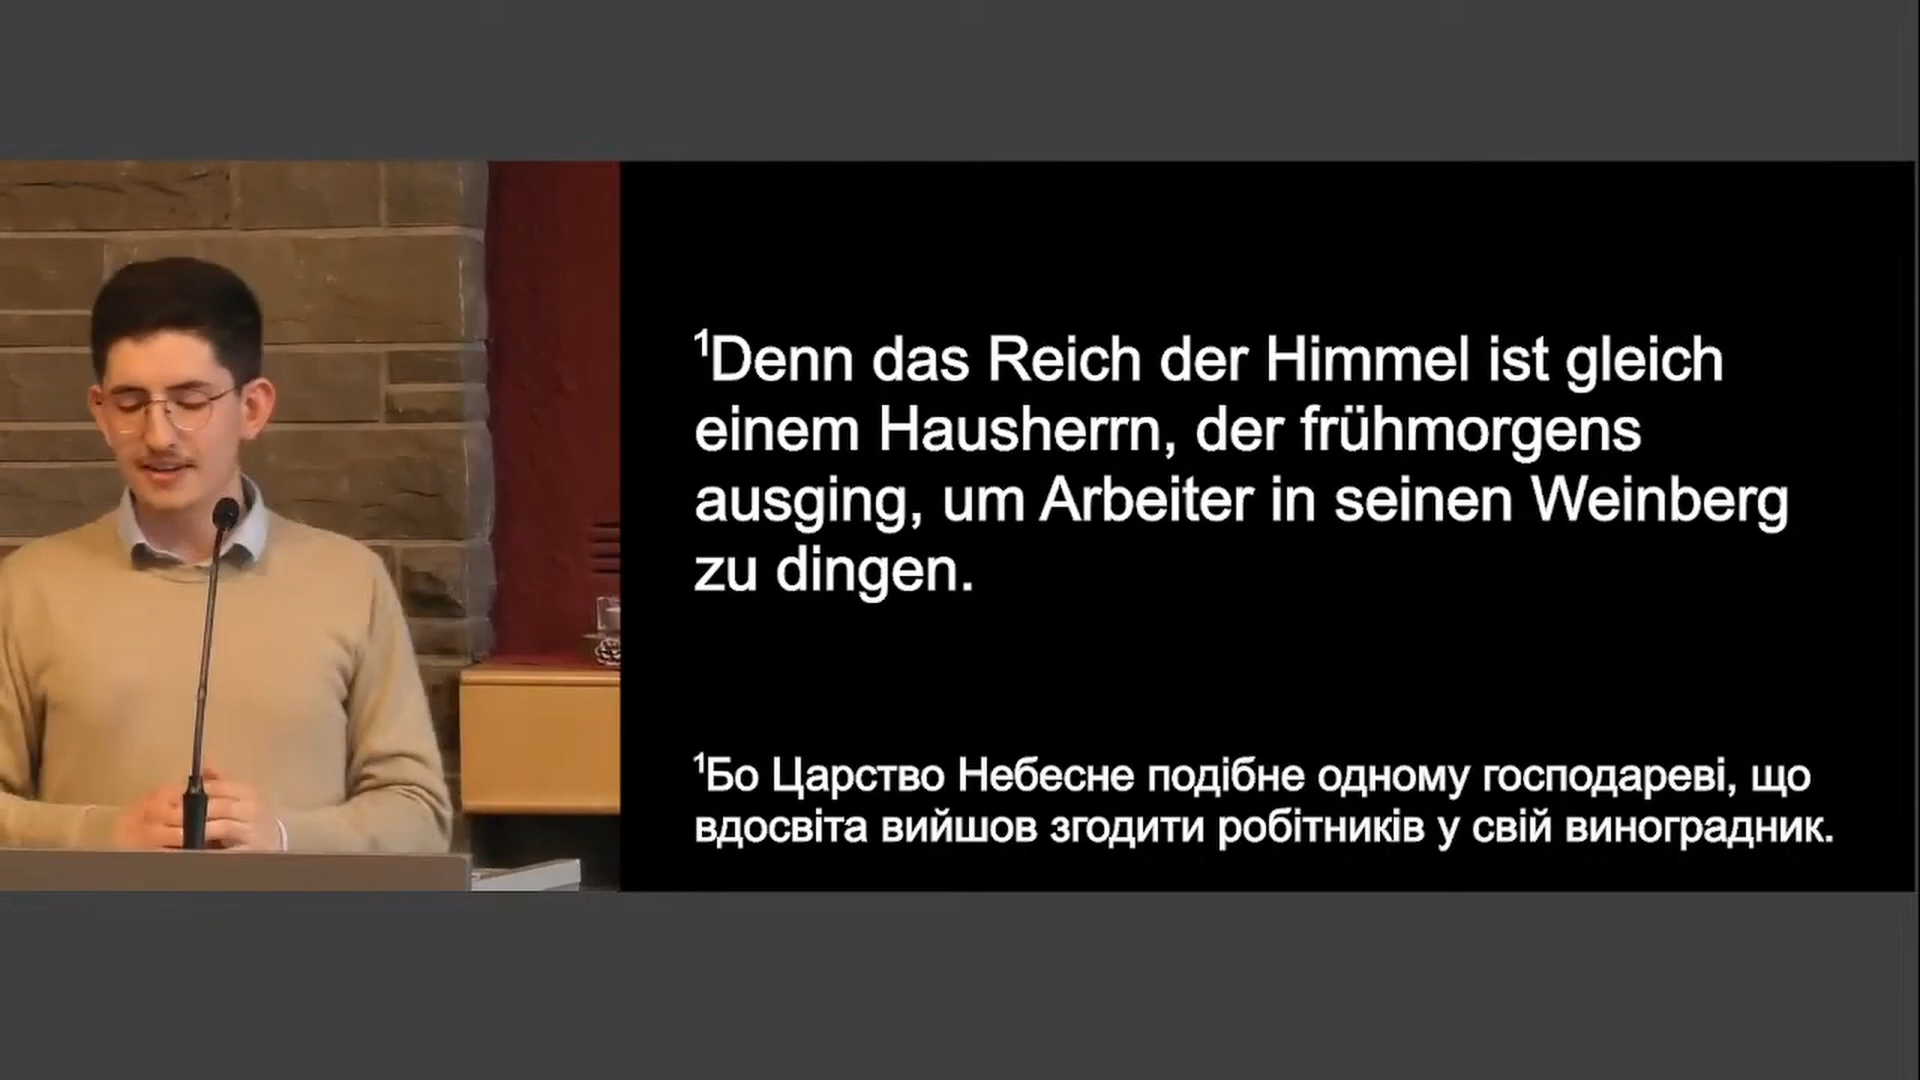 ¹Denn das Reich der Himmel ist gleich
einem Hausherrn, der frühmorgens
ausging, um Arbeiter in seinen Weinberg
zu dingen.
¹Бо Царство Небесне подібне одному господареві, що
вдосвіта вийшов згодити робітників у свій виноградник.